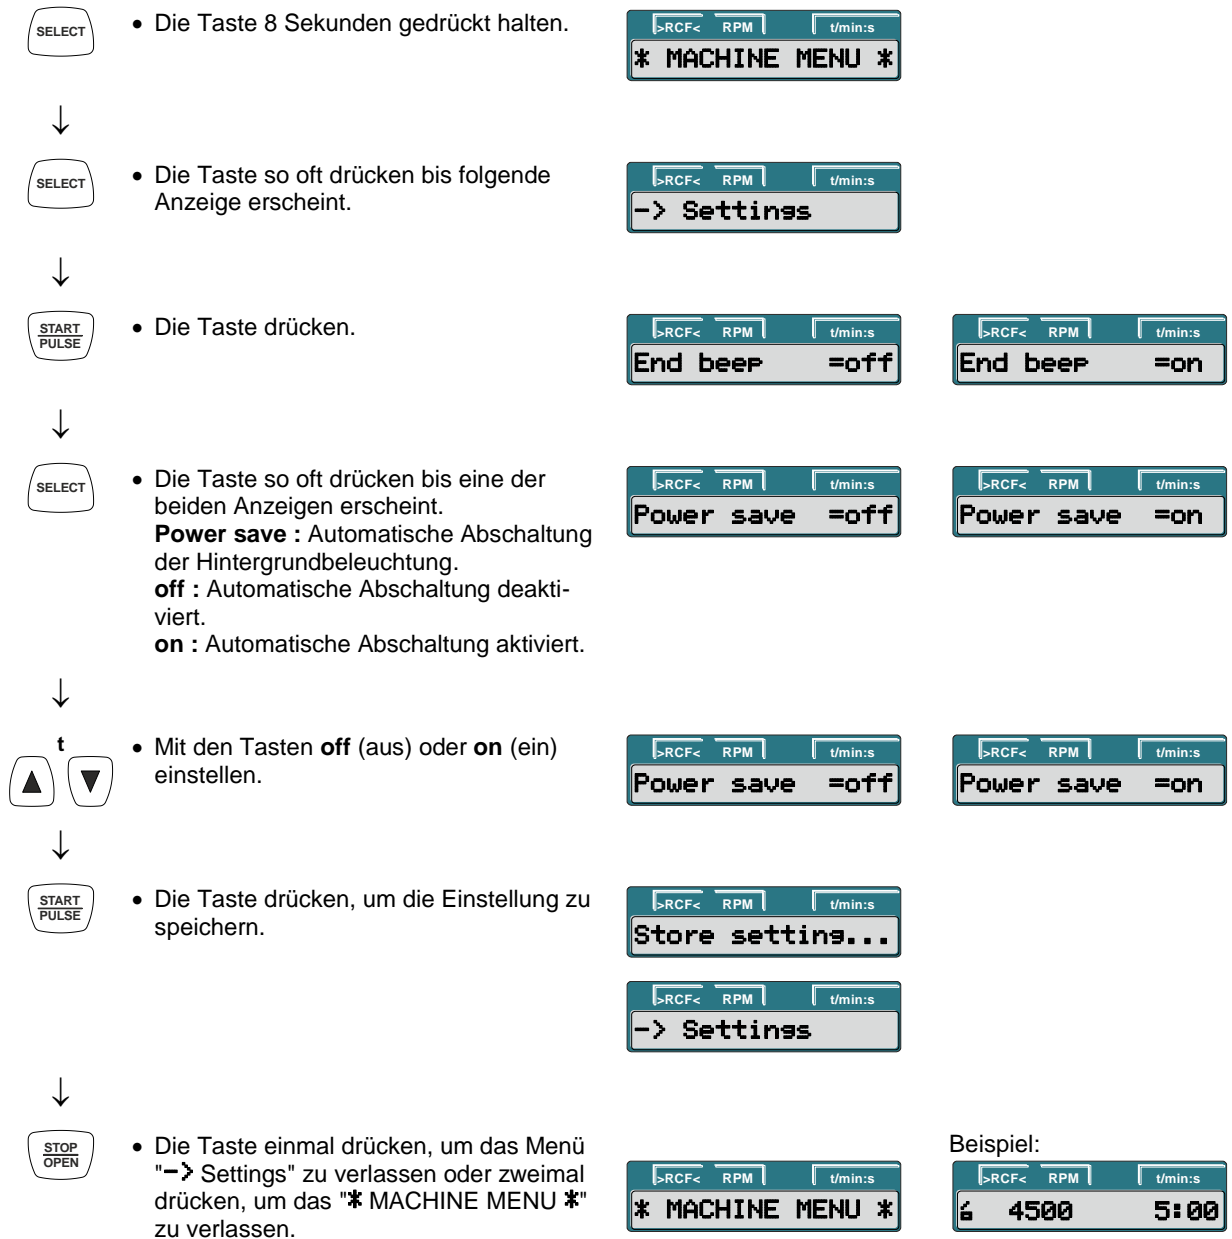 SELECT
• Die Taste 8 Sekunden gedrückt halten.
>RCF< RPM t/min:s
* MACHINE MENU *
↓
SELECT
• Die Taste so oft drücken bis folgende
Anzeige erscheint.
>RCF< RPM t/min:s
-> Settings
↓
START
PULSE
• Die Taste drücken.
>RCF< RPM t/min:s
End beep =off
>RCF< RPM t/min:s
End beep =on
↓
SELECT
• Die Taste so oft drücken bis eine der
beiden Anzeigen erscheint.
Power save : Automatische Abschaltung
der Hintergrundbeleuchtung.
off : Automatische Abschaltung deakti-
viert.
on : Automatische Abschaltung aktiviert.
>RCF< RPM t/min:s
Power save =off
>RCF< RPM t/min:s
Power save =on
↓
t
▲ ▼
• Mit den Tasten off (aus) oder on (ein)
einstellen.
>RCF< RPM t/min:s
Power save =off
>RCF< RPM t/min:s
Power save =on
↓
START
PULSE
• Die Taste drücken, um die Einstellung zu
speichern.
>RCF< RPM t/min:s
Store setting...
>RCF< RPM t/min:s
-> Settings
↓
STOP
OPEN
• Die Taste einmal drücken, um das Menü
"-> Settings" zu verlassen oder zweimal
drücken, um das "* MACHINE MENU *"
zu verlassen.
>RCF< RPM t/min:s
* MACHINE MENU *
Beispiel:
>RCF< RPM t/min:s
4500 5:00